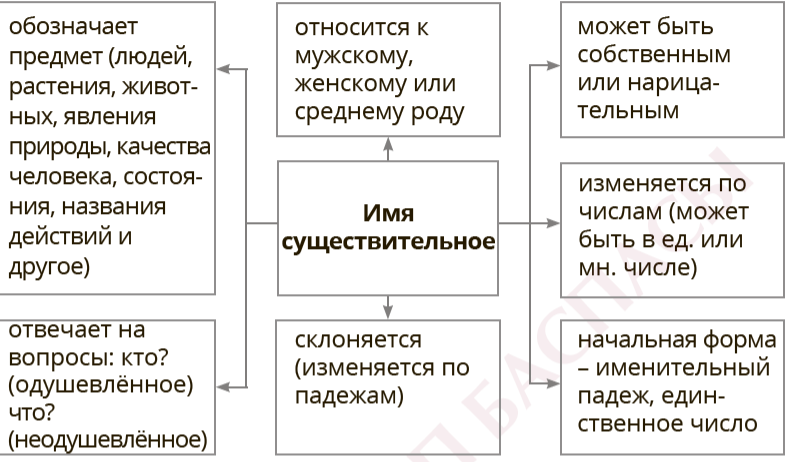 обозначает
предмет (людей,
растения, живот-
ных, явления
природы, качества
человека, состоя-
ния, названия
действий и
другое)
относится к
мужскому,
женскому или
среднему роду
может быть
собственным
или нарица-
тельным
Имя
существительное
изменяется по
числам (может
быть в ед. или
мн. числе)
отвечает на
вопросы: кто?
(одушевлённое)
что?
(неодушевлённое)
склоняется
(изменяется по
падежам)
начальная форма
– именительный
падеж, един-
ственное число
БАСПАСЫ